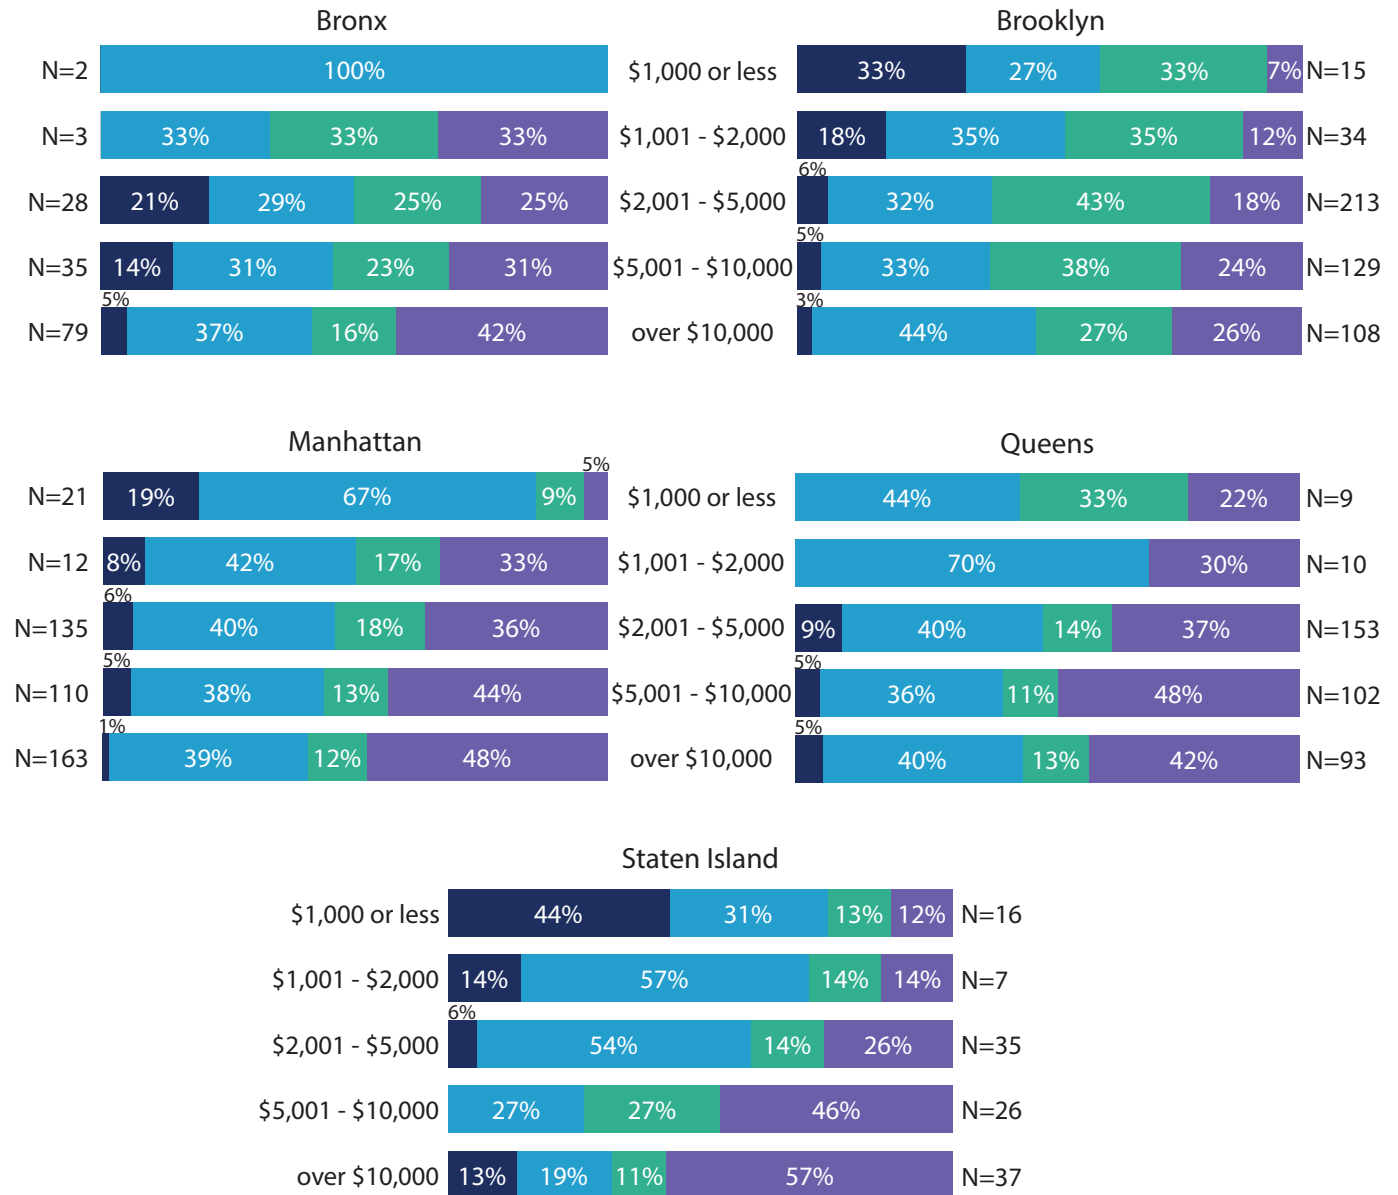 Bronx Brooklyn
N=2 100% $1,000 or less 33% 27% 33% 7% N=15
N=3 33% 33% 33% $1,001 - $2,000 18% 35% 35% 12% N=34
N=28 21% 29% 25% 25% $2,001 - $5,000 6% 32% 43% 18% N=213
N=35 14% 31% 23% 31% $5,001 - $10,000 5% 33% 38% 24% N=129
N=79 5% 37% 16% 42% over $10,000 3% 44% 27% 26% N=108
Manhattan Queens
N=21 19% 67% 9% 5% $1,000 or less 44% 33% 22% N=9
N=12 8% 42% 17% 33% $1,001 - $2,000 70% 30% N=10
N=135 6% 40% 18% 36% $2,001 - $5,000 9% 40% 14% 37% N=153
N=110 5% 38% 13% 44% $5,001 - $10,000 5% 36% 11% 48% N=102
N=163 1% 39% 12% 48% over $10,000 5% 40% 13% 42% N=93
Staten Island
$1,000 or less 44% 31% 13% 12% N=16
$1,001 - $2,000 14% 57% 14% 14% N=7
$2,001 - $5,000 6% 54% 14% 26% N=35
$5,001 - $10,000 27% 27% 46% N=26
over $10,000 13% 19% 11% 57% N=37